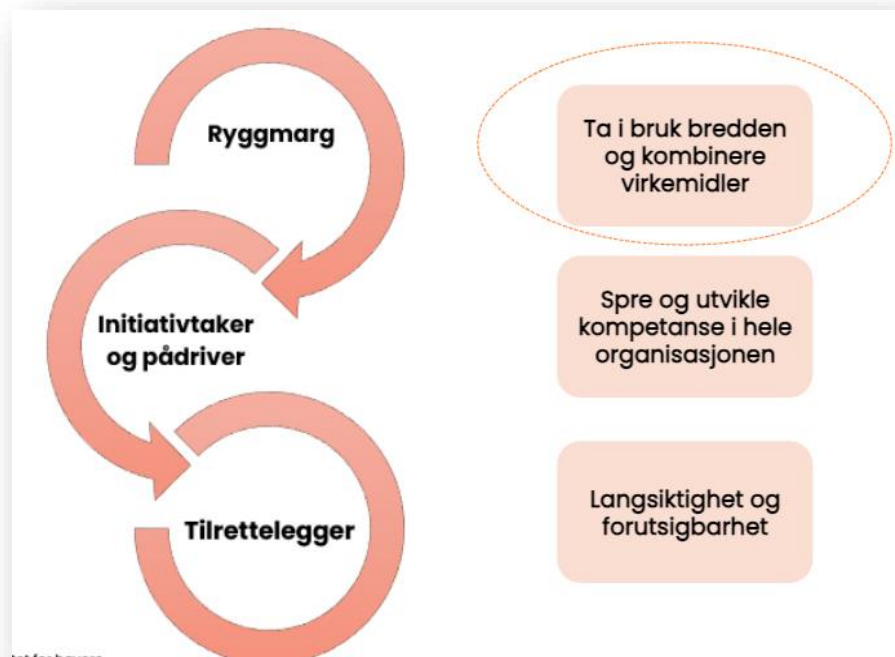 Ryggmarg
Ta i bruk bredden
og kombinere
virkemidler
Initiativtaker
og pådriver
Spre og utvikle
kompetanse i hele
organisasjonen
Tilrettelegger
Langsiktighet og
forutsigbarhet